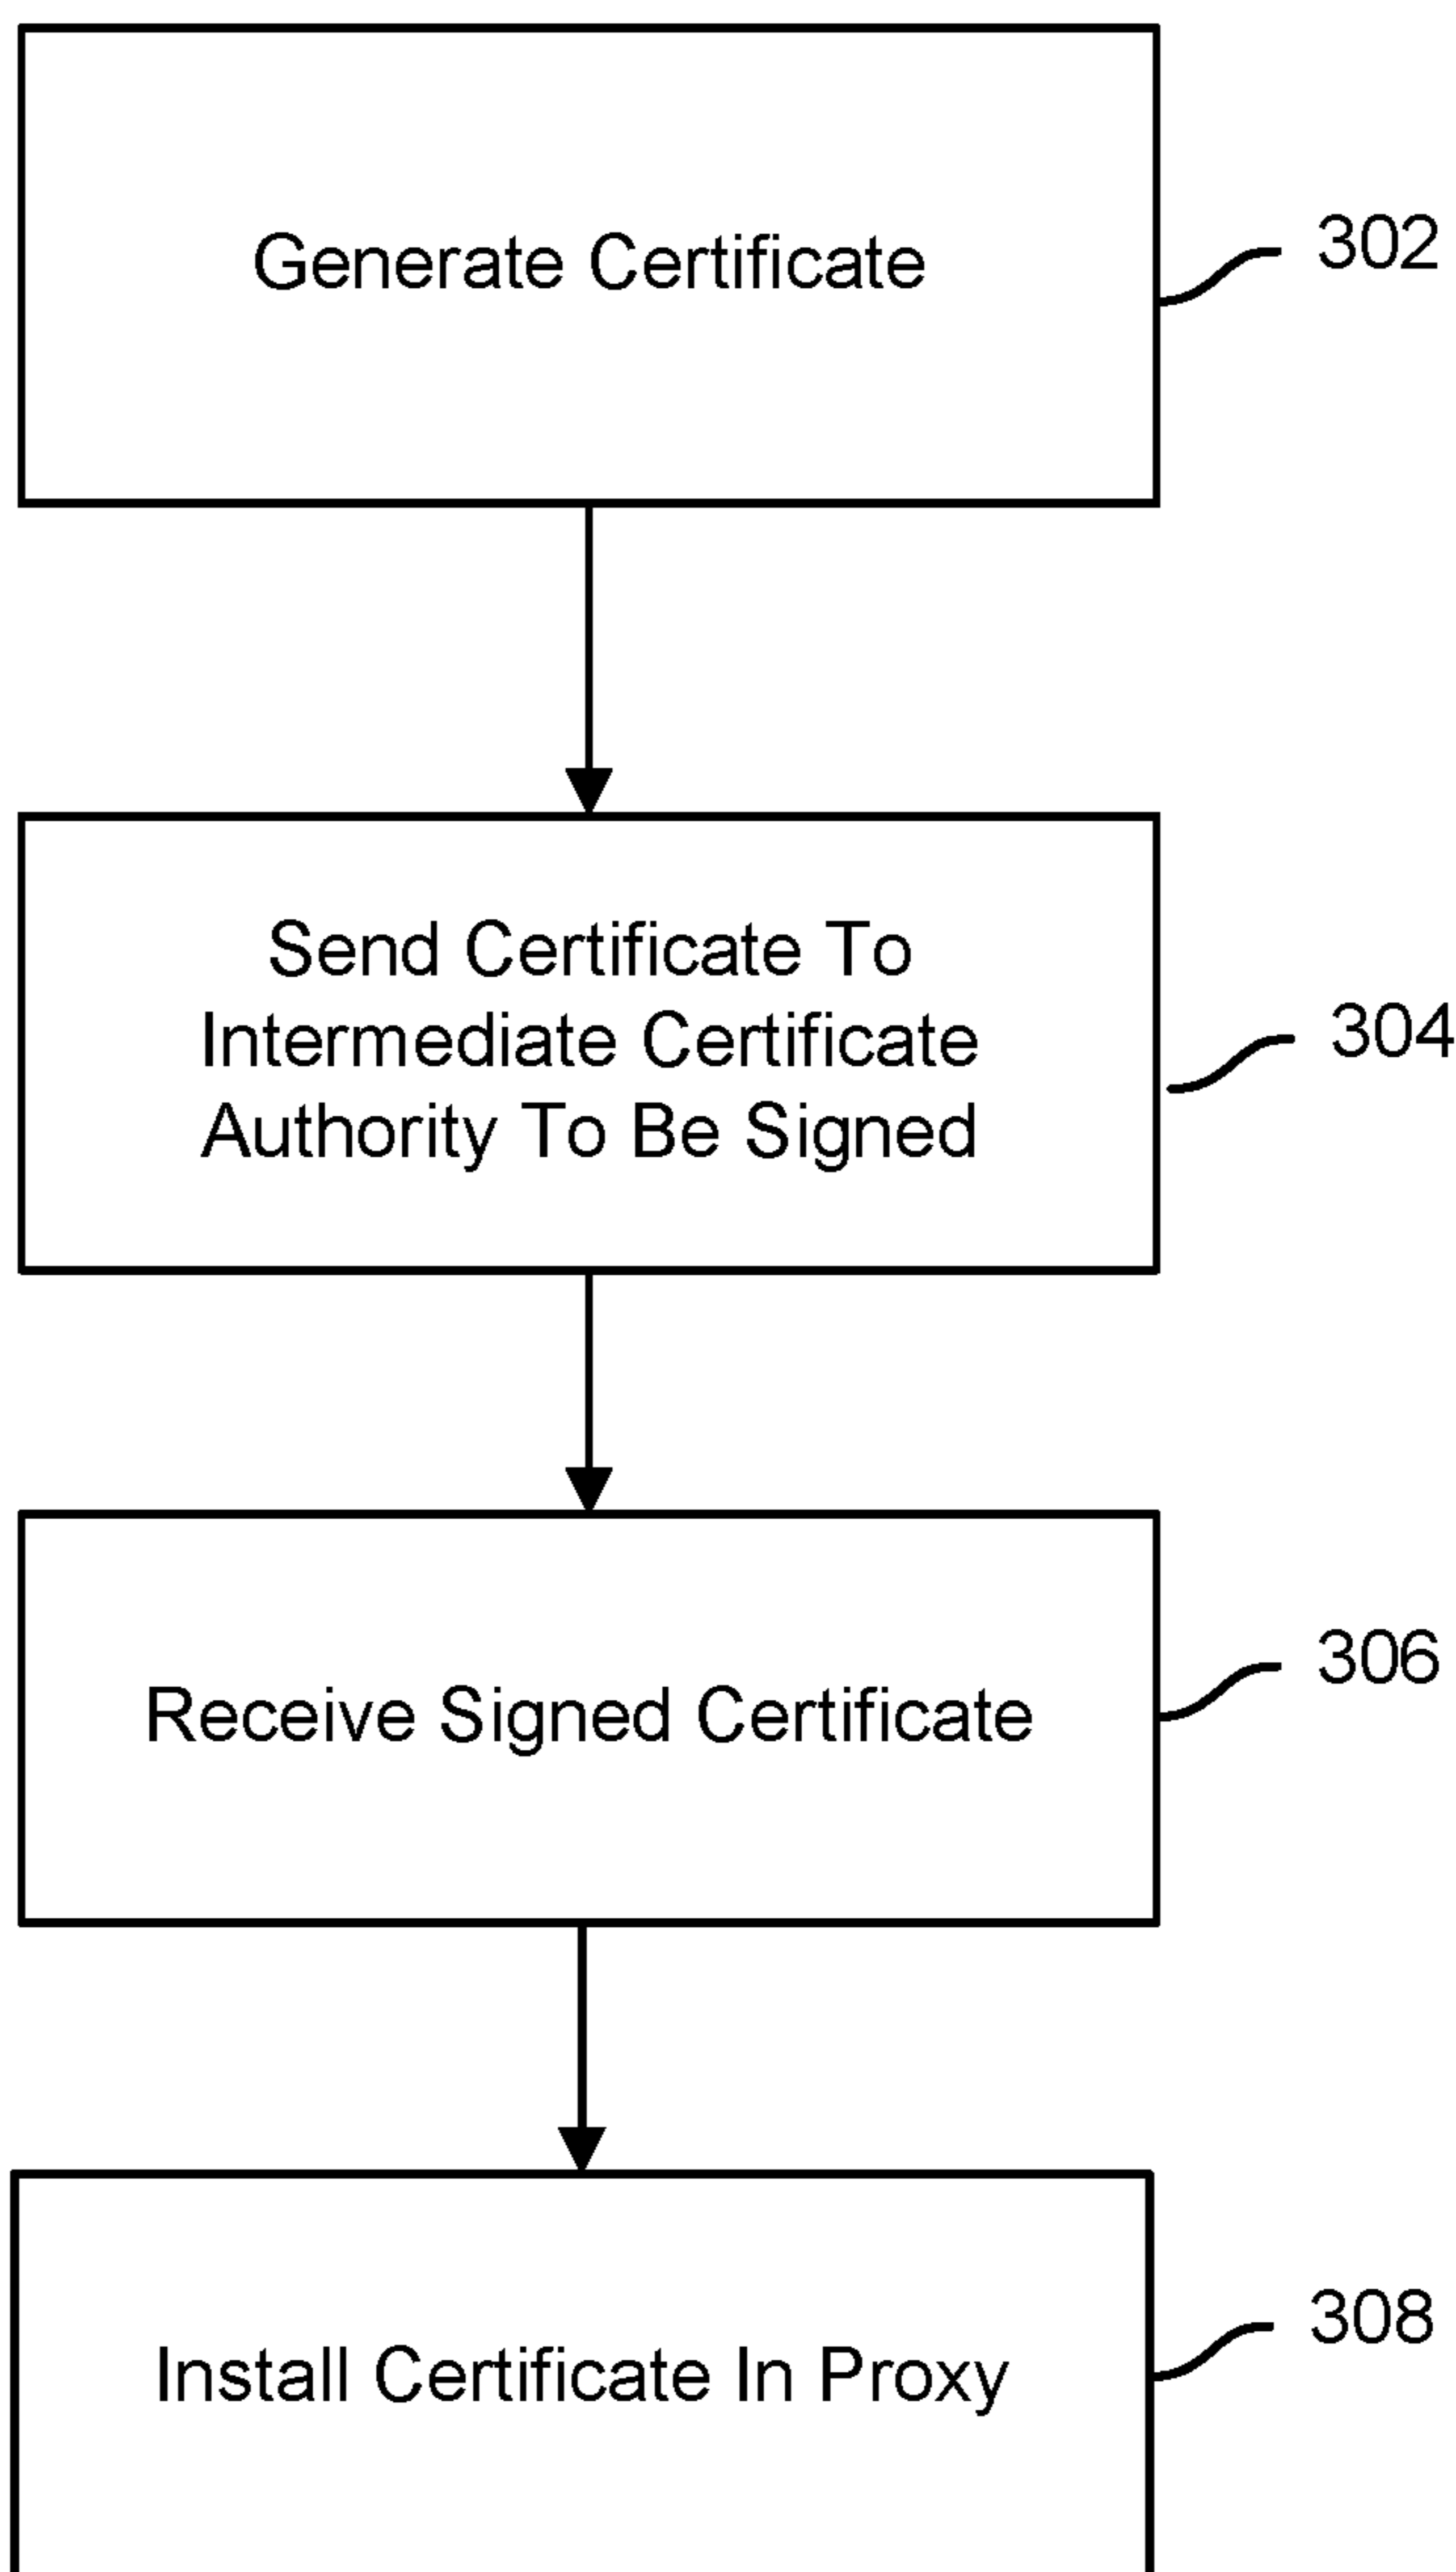 Generate Certificate
302
Send Certificate To
Intermediate Certificate
Authority To Be Signed
304
Receive Signed Certificate
306
Install Certificate In Proxy
308